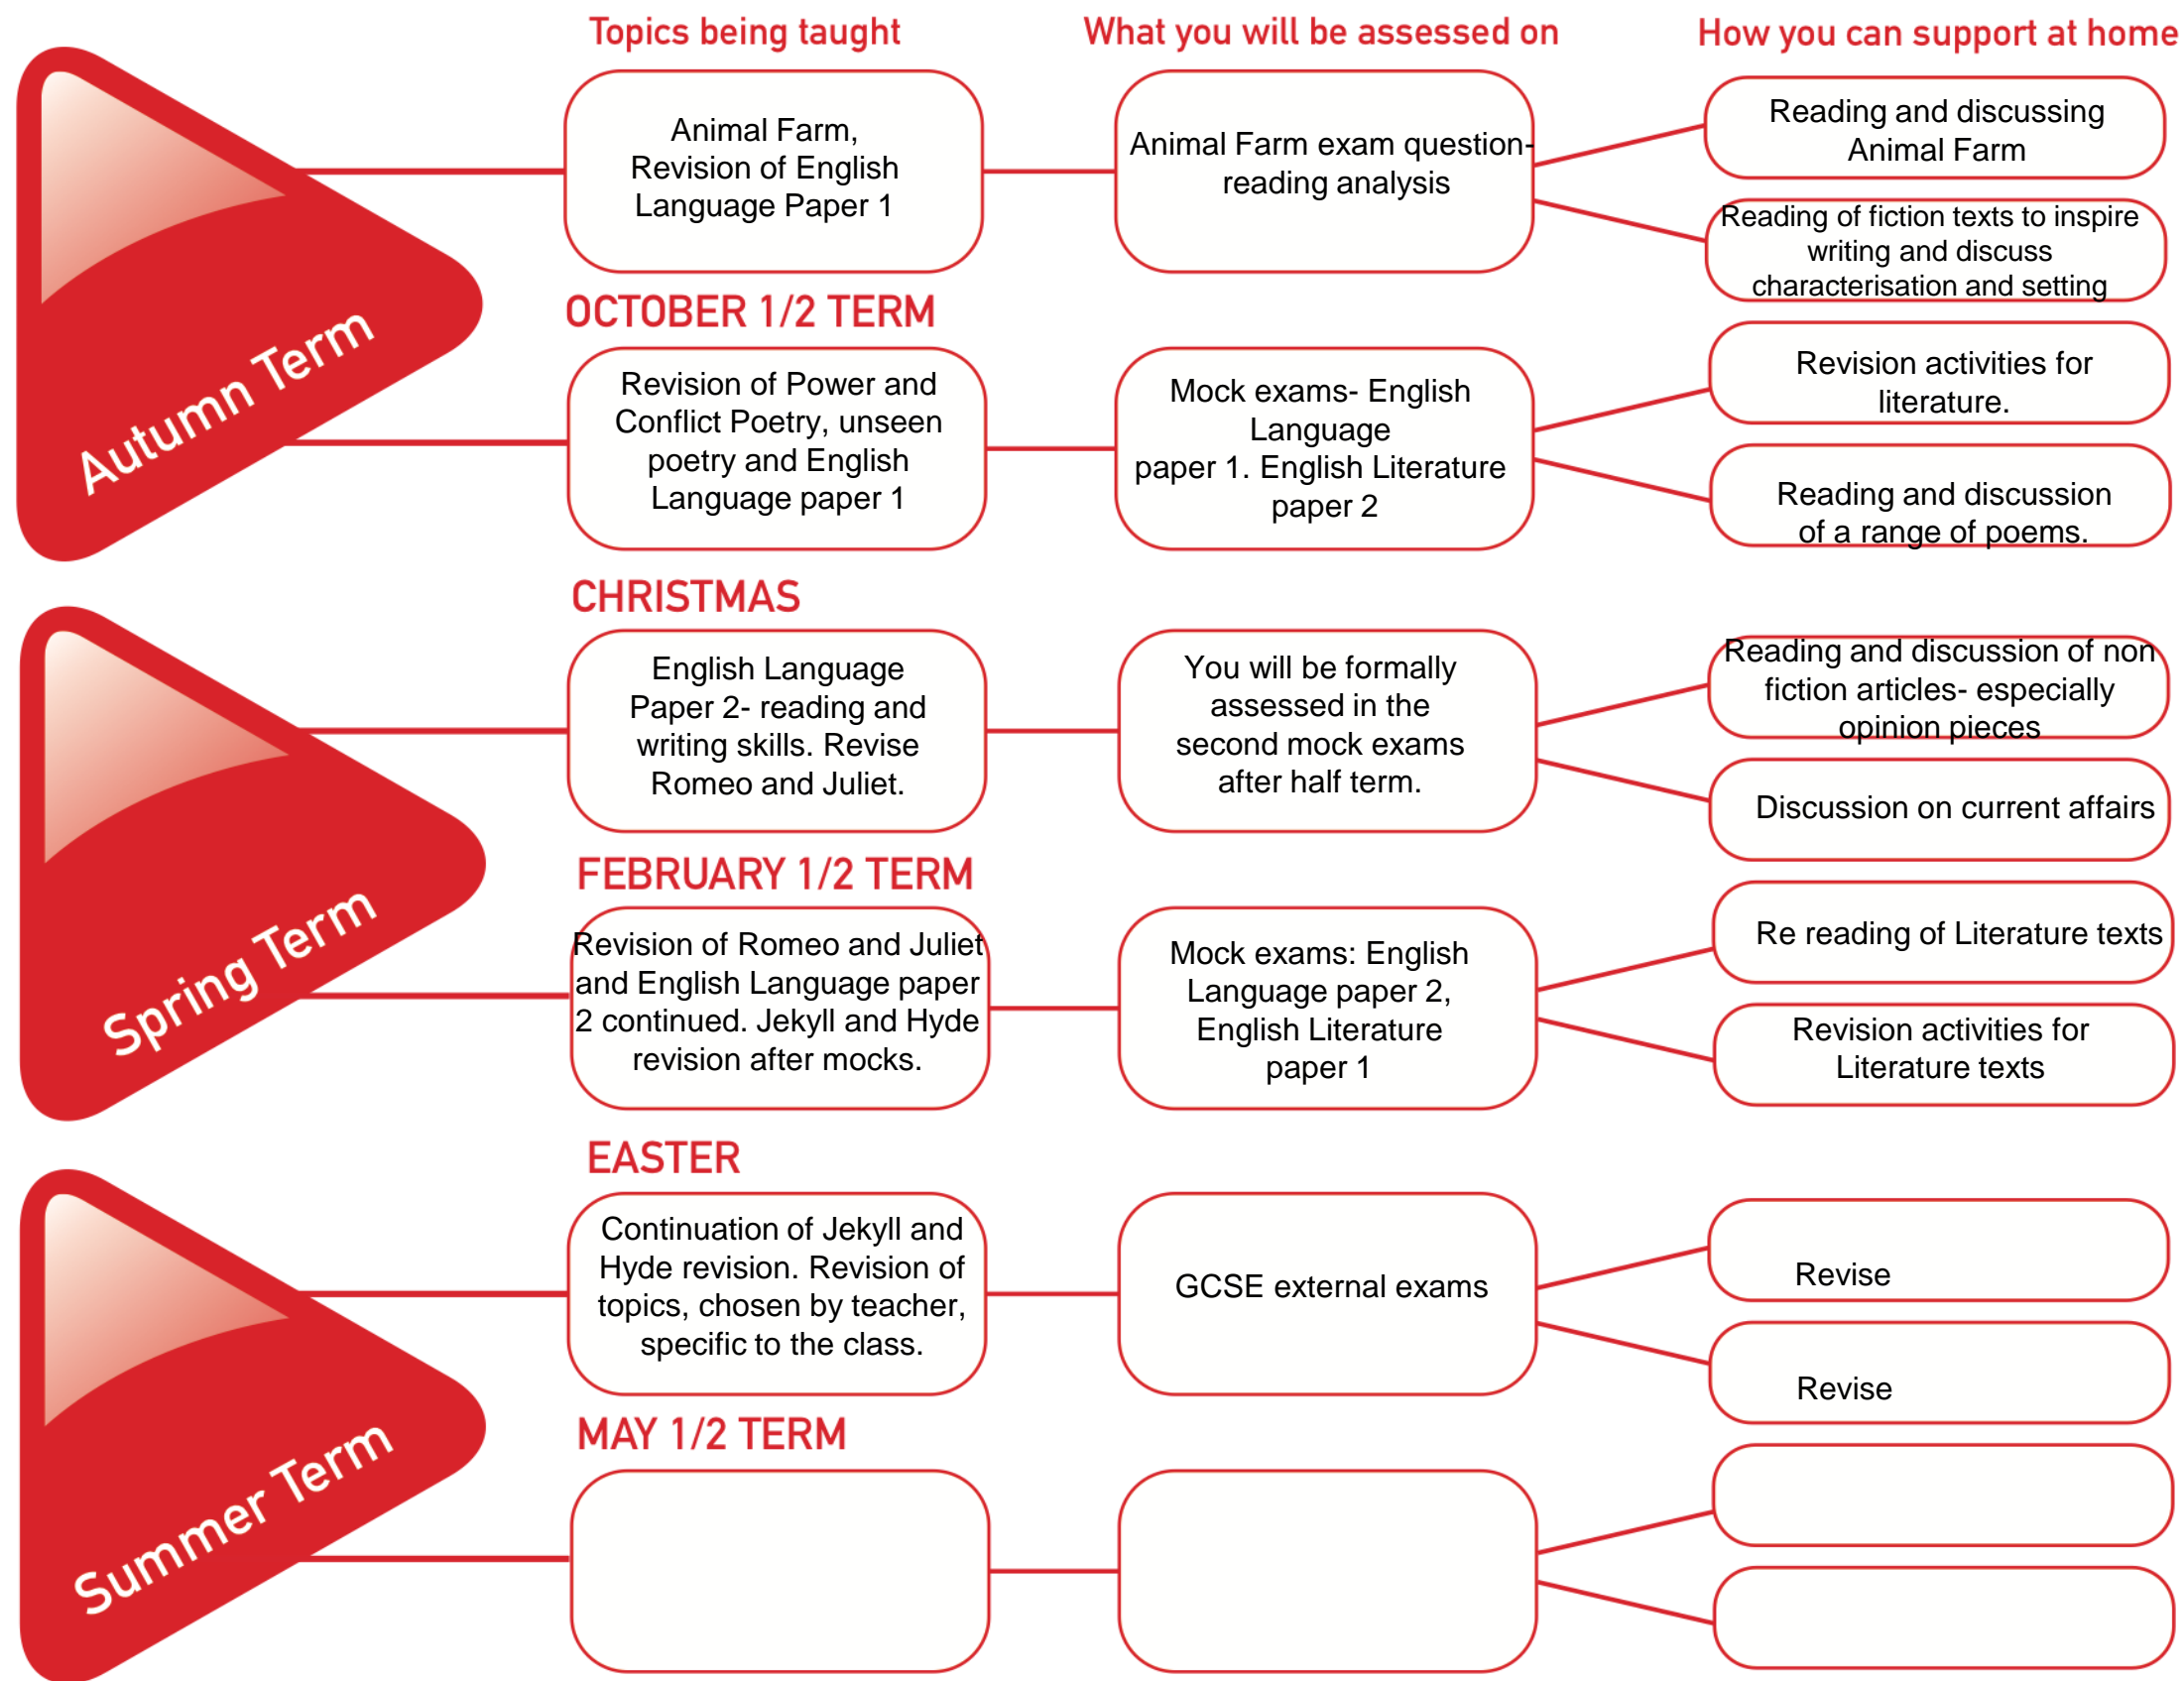 Topics being taught
What you will be assessed on
How you can support at home
Autumn Term
Animal Farm,
Revision of English
Language Paper 1
Animal Farm exam question-
reading analysis
Reading and discussing
Animal Farm
Reading of fiction texts to inspire
writing and discuss
characterisation and setting
OCTOBER 1/2 TERM
Revision of Power and
Conflict Poetry, unseen
poetry and English
Language paper 1
Mock exams- English
Language
paper 1. English Literature
paper 2
Revision activities for
literature.
Reading and discussion
of a range of poems.
CHRISTMAS
Spring Term
English Language
Paper 2- reading and
writing skills. Revise
Romeo and Juliet.
You will be formally
assessed in the
second mock exams
after half term.
Reading and discussion of non
fiction articles- especially
opinion pieces
Discussion on current affairs
FEBRUARY 1/2 TERM
Revision of Romeo and Juliet
and English Language paper
2 continued. Jekyll and Hyde
revision after mocks.
Mock exams: English
Language paper 2,
English Literature
paper 1
Re reading of Literature texts
Revision activities for
Literature texts
EASTER
Summer Term
Continuation of Jekyll and
Hyde revision. Revision of
topics, chosen by teacher,
specific to the class.
GCSE external exams
Revise
Revise
MAY 1/2 TERM